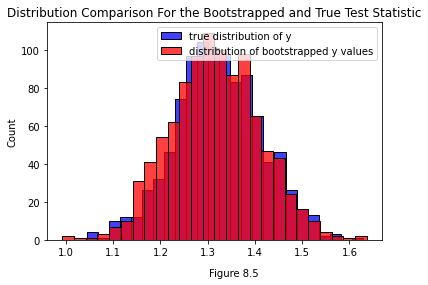 Distribution Comparison For the Bootstrapped and True Test Statistic
true distribution of y
distribution of bootstrapped y values
Count
100
80
60
40
20
0
1.0 1.1 1.2 1.3 1.4 1.5 1.6
Figure 8.5